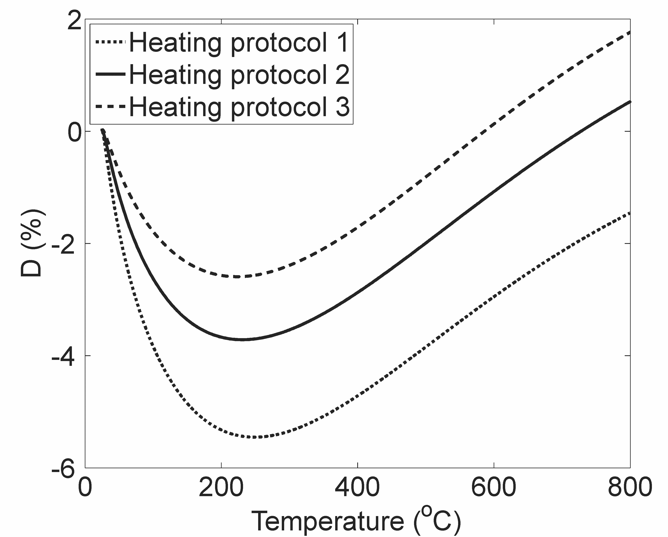 2
Heating protocol 1
Heating protocol 2
Heating protocol 3
0
-2
-4
-6
D (%)
0 200 400 600 800
Temperature (°C)